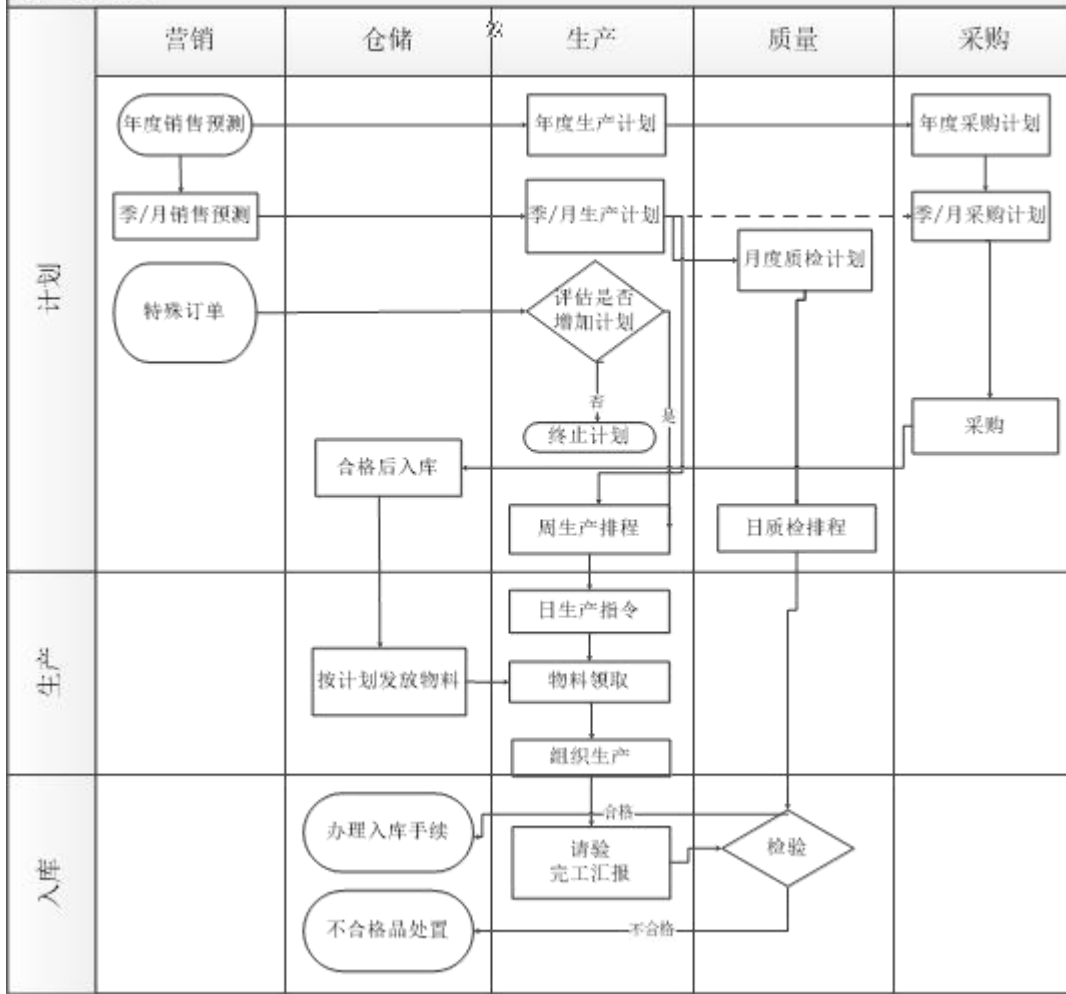 营销
仓储
生产
质量
采购
计划
年度销售预测
年度生产计划
年度采购计划
季/月销售预测
季/月生产计划
季/月采购计划
月度质检计划
特殊订单
评估是否
增加计划
否
是
终止计划
采购
合格后入库
周生产排程
日质检排程
生产
日生产指令
按计划发放物料
物料领取
组织生产
入库
办理入库手续
合格
请验
完工汇报
检验
不合格品处置
不合格